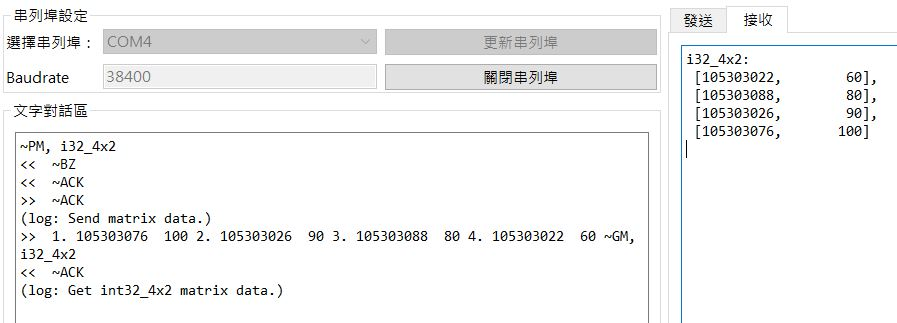 串列埠設定
選擇串列埠： COM4 更新串列埠
Baudrate 38400 關閉串列埠
文字對話區
~PM, i32_4x2
<<  ~BZ
<<  ~ACK
>>  ~ACK
(log: Send matrix data.)
>>  1. 105303076  100 2. 105303026  90 3. 105303088  80 4. 105303022  60 ~GM,
i32_4x2
<<  ~ACK
(log: Get int32_4x2 matrix data.)
發送 接收
i32_4x2:
[105303022,        60],
[105303088,        80],
[105303026,        90],
[105303076,       100]